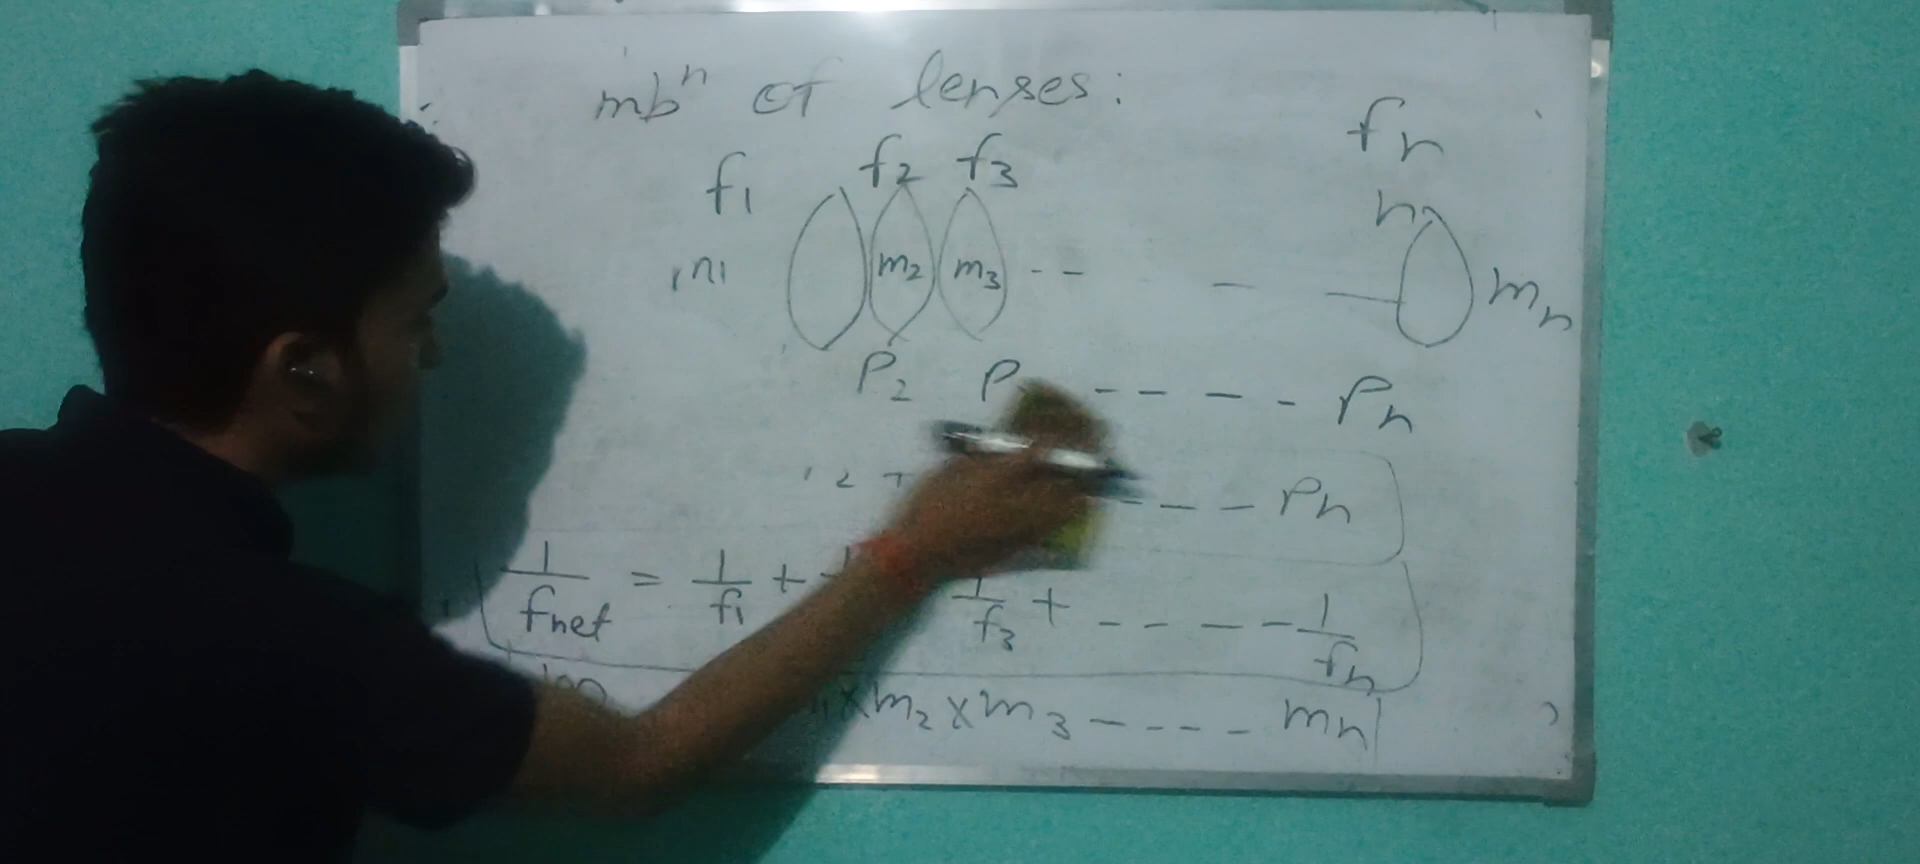 mbⁿ of lenses:
f₁ f₂ f₃ fₙ
n
m₁ m₂ m₃ -- - — mₙ
P₂ P - - - - Pₙ
- - - Pₙ
1/fnet = 1/f₁ + 1/f₃ + - - - - - 1/fₙ
× m₂ × m₃ - - - - mₙ